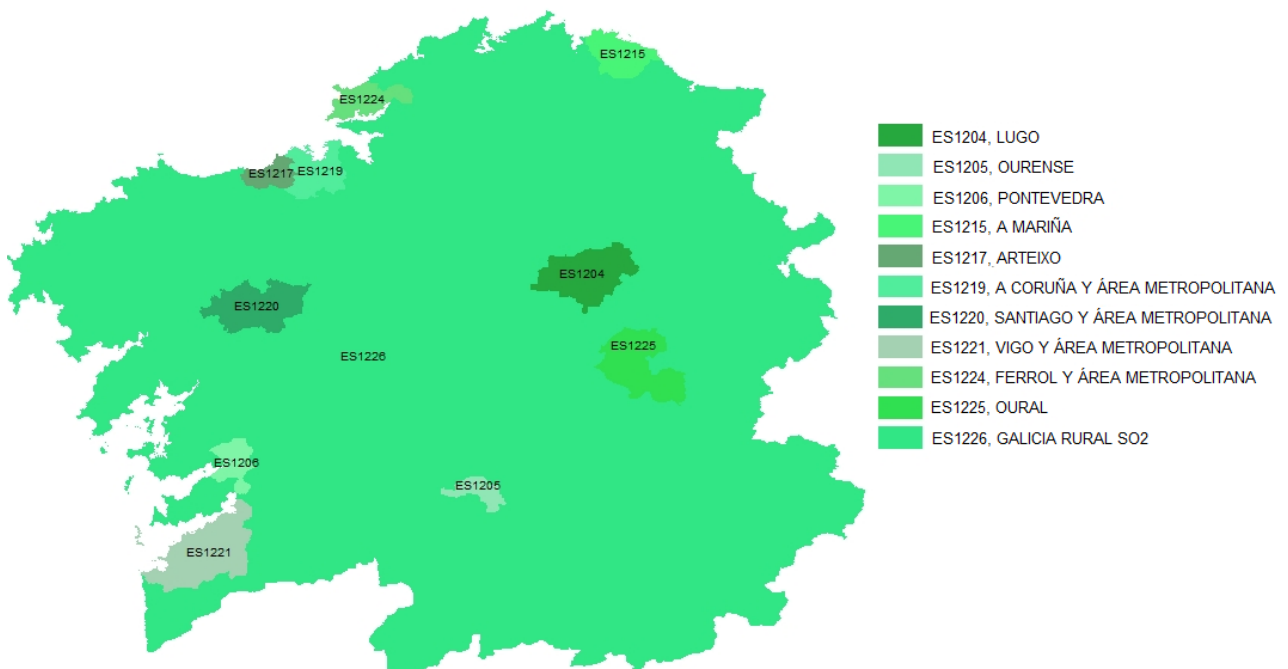 ES1215
ES1224
ES1217
ES1219
ES1204
ES1220
ES1225
ES1226
ES1206
ES1205
ES1221
ES1204, LUGO
ES1205, OURENSE
ES1206, PONTEVEDRA
ES1215, A MARIÑA
ES1217, ARTEIXO
ES1219, A CORUÑA Y ÁREA METROPOLITANA
ES1220, SANTIAGO Y ÁREA METROPOLITANA
ES1221, VIGO Y ÁREA METROPOLITANA
ES1224, FERROL Y ÁREA METROPOLITANA
ES1225, OURAL
ES1226, GALICIA RURAL SO2